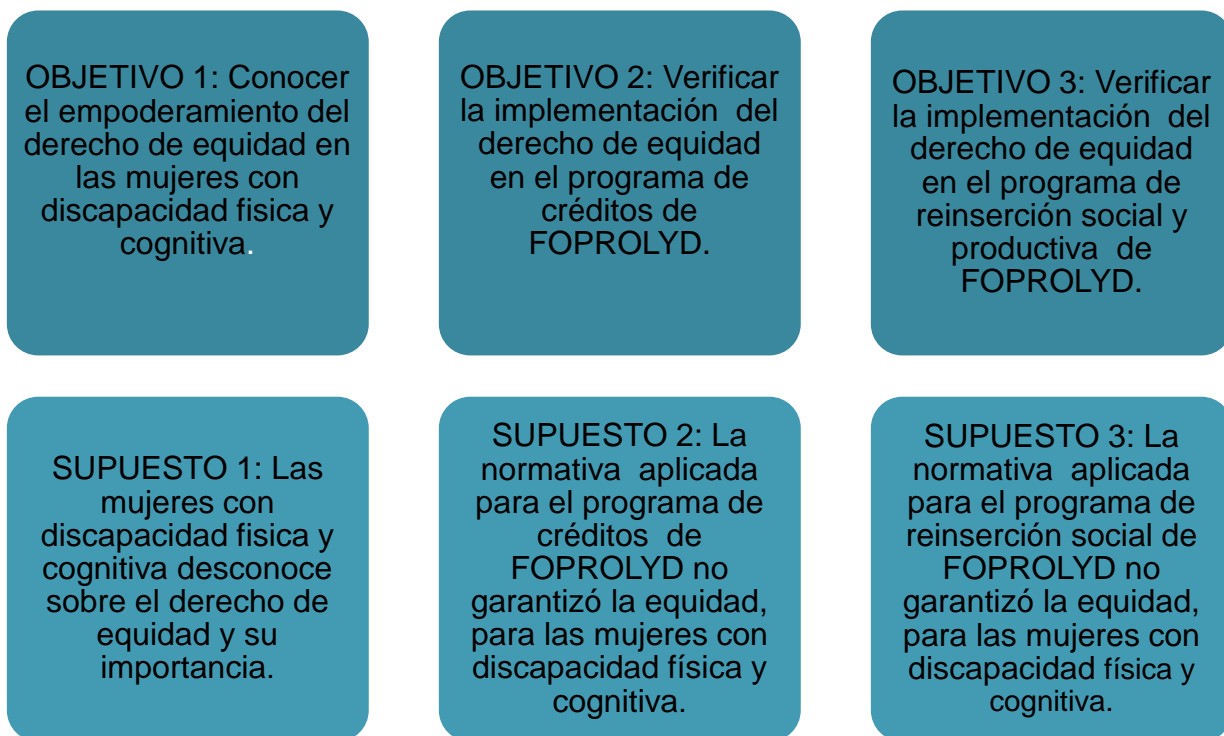 OBJETIVO 1: Conocer
el empoderamiento del
derecho de equidad en
las mujeres con
discapacidad fisica y
cognitiva.
OBJETIVO 2: Verificar
la implementación del
derecho de equidad
en el programa de
créditos de
FOPROLYD.
OBJETIVO 3: Verificar
la implementación del
derecho de equidad
en el programa de
reinserción social y
productiva de
FOPROLYD.
SUPUESTO 1: Las
mujeres con
discapacidad fisica y
cognitiva desconoce
sobre el derecho de
equidad y su
importancia.
SUPUESTO 2: La
normativa aplicada
para el programa de
créditos de
FOPROLYD no
garantizó la equidad,
para las mujeres con
discapacidad física y
cognitiva.
SUPUESTO 3: La
normativa aplicada
para el programa de
reinserción social de
FOPROLYD no
garantizó la equidad,
para las mujeres con
discapacidad física y
cognitiva.